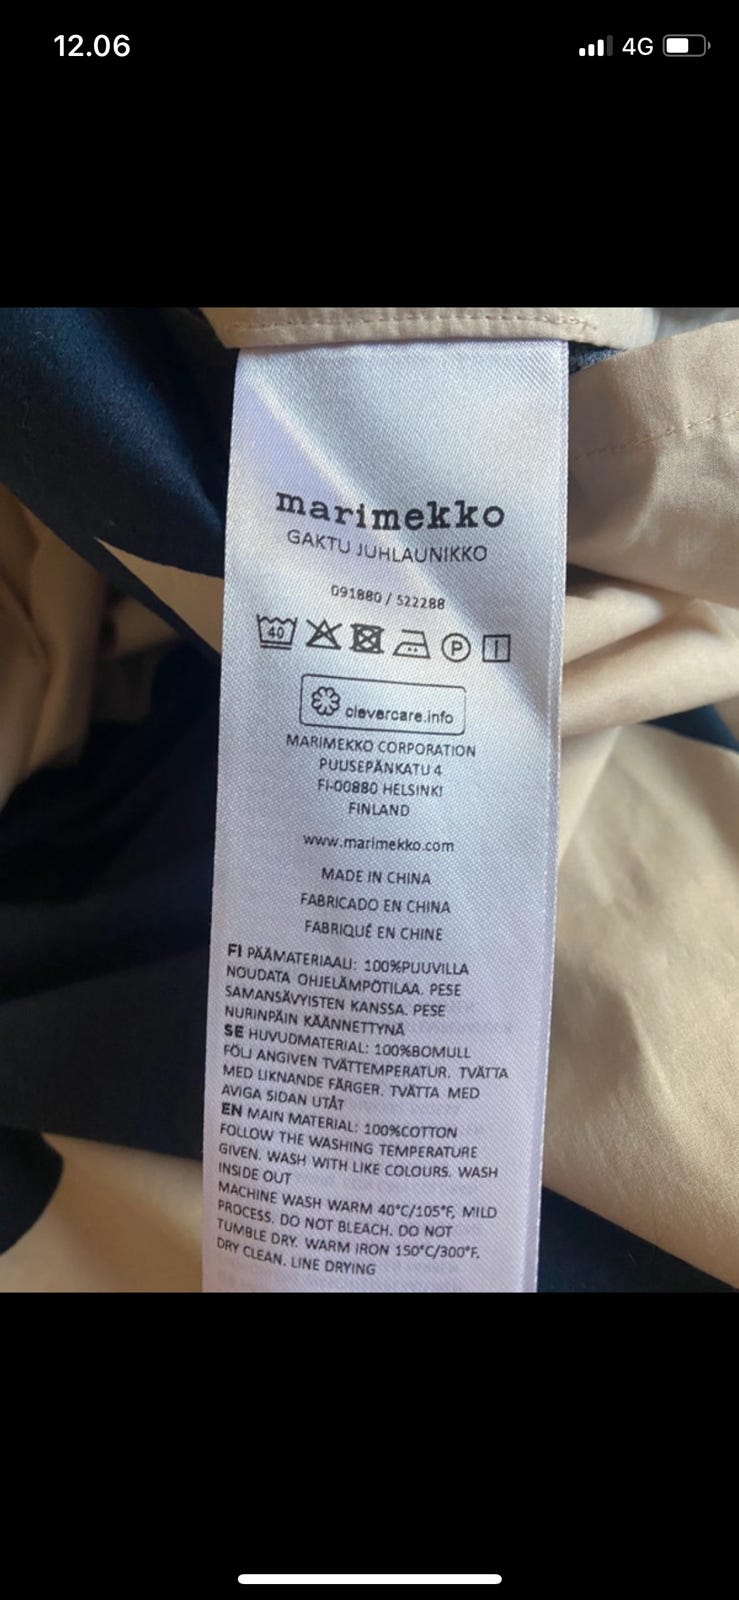 12.06
4G
marimekko
GAKTU JUHLAUNIKKO
091880 / 522288
40
P
clevercare.info
MARIMEKKO CORPORATION
PUUSEPÄNKATU 4
FI-00880 HELSINKI
FINLAND
www.marimekko.com
MADE IN CHINA
FABRICADO EN CHINA
FABRIQUÉ EN CHINE
FI PÄÄMATERIAALI: 100%PUUVILLA
NOUDATA OHJELÄMPÖTILAA. PESE
SAMANSÄVYISTEN KANSSA. PESE
NURINPÄIN KÄÄNNETTYNÄ
SE HUVUDMATERIAL: 100%BOMULL
FÖLJ ANGIVEN TVÄTTEMPERATUR. TVÄTTA
MED LIKNANDE FÄRGER. TVÄTTA MED
AVIGA SIDAN UTÅT
EN MAIN MATERIAL: 100%COTTON
FOLLOW THE WASHING TEMPERATURE
GIVEN. WASH WITH LIKE COLOURS. WASH
INSIDE OUT
MACHINE WASH WARM 40°C/105°F, MILD
PROCESS. DO NOT BLEACH. DO NOT
TUMBLE DRY. WARM IRON 150°C/300°F.
DRY CLEAN. LINE DRYING